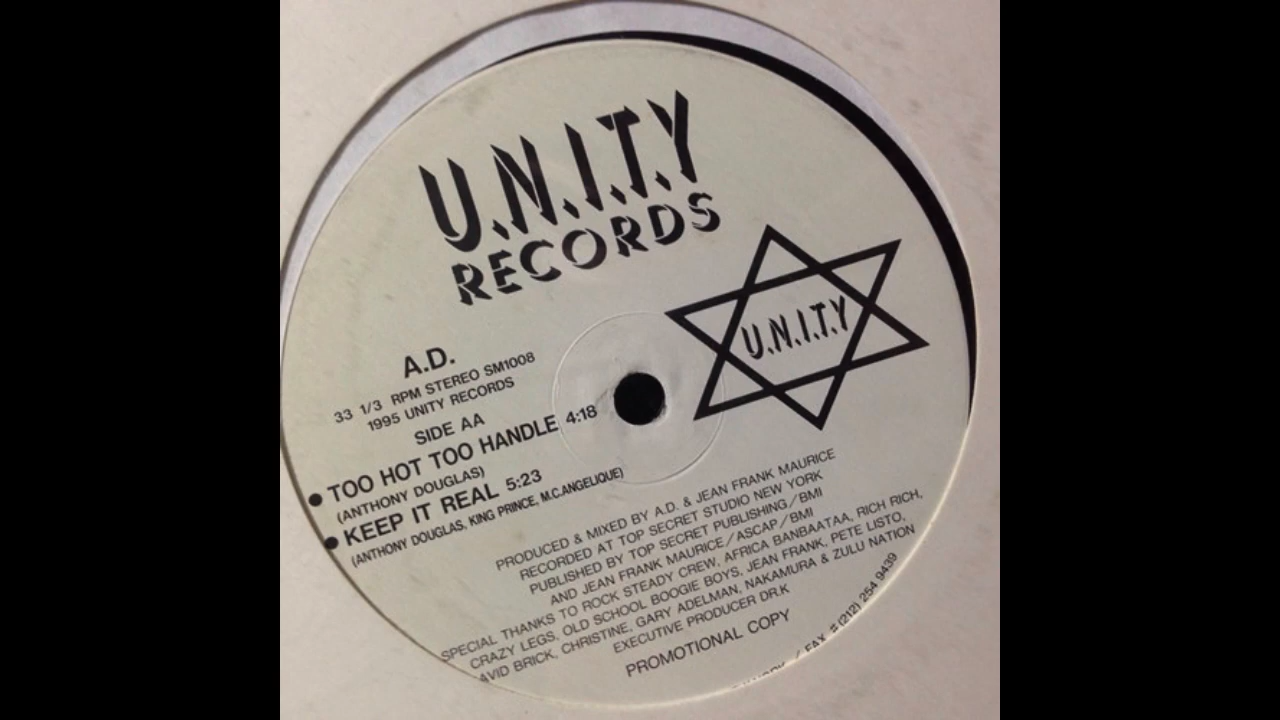 U.N.I.T.Y
RECORDS
U.N.I.T.Y
A.D.
33 1/3 RPM STEREO SM1008
1995 UNITY RECORDS
SIDE AA
● TOO HOT TOO HANDLE 4:18
(ANTHONY DOUGLAS)
● KEEP IT REAL 5:23
(ANTHONY DOUGLAS, KING PRINCE, M.C.ANGELIQUE)
PRODUCED & MIXED BY A.D. & JEAN FRANK MAURICE
RECORDED AT TOP SECRET STUDIO NEW YORK
PUBLISHED BY TOP SECRET PUBLISHING/BMI
AND JEAN FRANK MAURICE/ASCAP/BMI
SPECIAL THANKS TO ROCK STEADY CREW, AFRICA BANBAATAA, RICH RICH,
CRAZY LEGS, OLD SCHOOL BOOGIE BOYS, JEAN FRANK, PETE LISTO,
AVID BRICK, CHRISTINE, GARY ADELMAN, NAKAMURA & ZULU NATION
EXECUTIVE PRODUCER DR.K
PROMOTIONAL COPY
/ FAX #(212) 254 9439